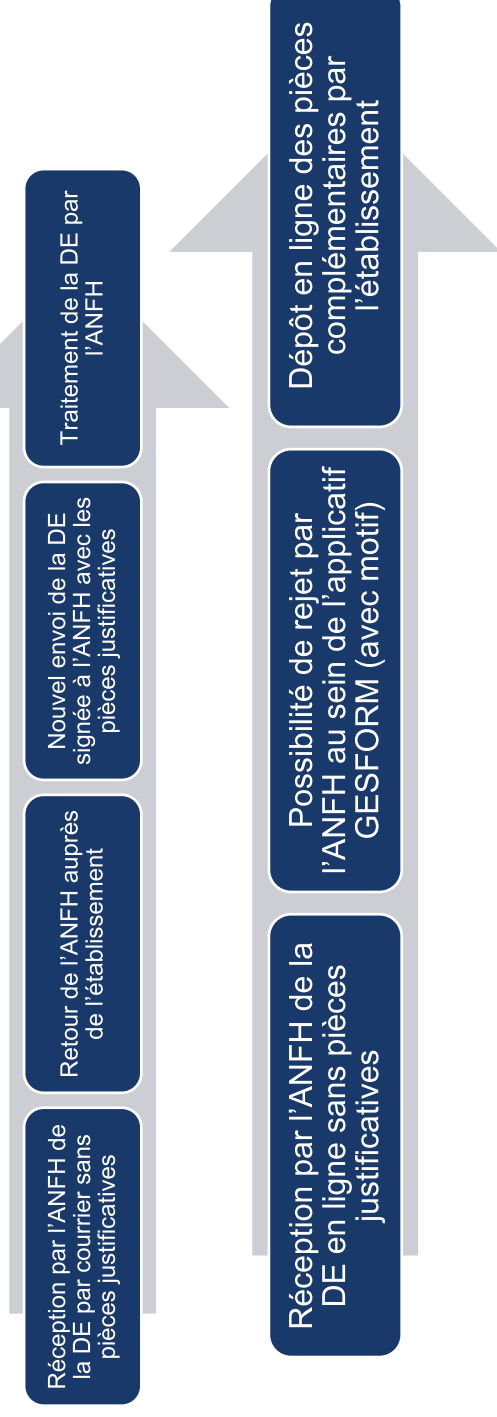 Réception par l’ANFH de
la DE par courrier sans
pièces justificatives
Retour de l’ANFH auprès
de l’établissement
Nouvel envoi de la DE
signée à l’ANFH avec les
pièces justificatives
Traitement de la DE par
l’ANFH
Réception par l’ANFH de la
DE en ligne sans pièces
justificatives
Possibilité de rejet par
l’ANFH au sein de l’applicatif
GESFORM (avec motif)
Dépôt en ligne des pièces
complémentaires par
l’établissement